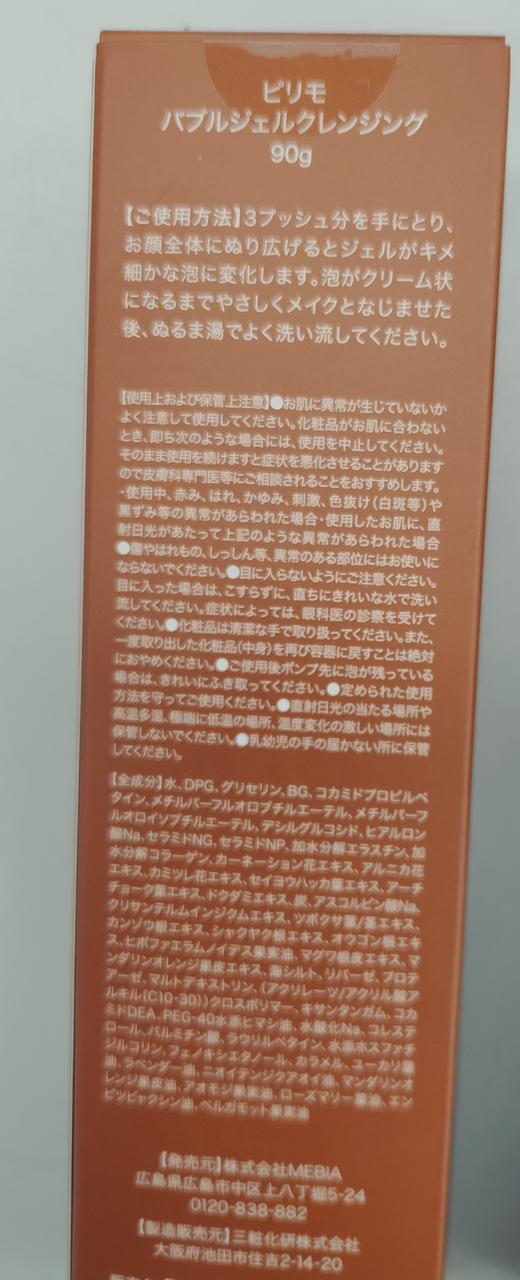 ピリモ
バブルジェルクレンジング
90g
【ご使用方法】3プッシュ分を手にとり、
お顔全体にぬり広げるとジェルがキメ
細かな泡に変化します。泡がクリーム状
になるまでやさしくメイクとなじませた
後、ぬるま湯でよく洗い流してください。
【使用上および保管上注意】●お肌に異常が生じていないか
よく注意して使用してください。化粧品がお肌に合わない
とき、即ち次のような場合には、使用を中止してください。
そのまま使用を続けますと症状を悪化させることがあります
ので皮膚科専門医等にご相談されることをおすすめします。
・使用中、赤み、はれ、かゆみ、刺激、色抜け(白斑等)や
黒ずみ等の異常があらわれた場合・使用したお肌に、直
射日光があたって上記のような異常があらわれた場合
●傷やはれもの、しっしん等、異常のある部位にはお使いに
ならないでください。●目に入らないようにご注意ください。
目に入った場合は、こすらずに、直ちにきれいな水で洗い
流してください。症状によっては、眼科医の診察を受けて
ください。●化粧品は清潔な手で取り扱ってください。また、
一度取り出した化粧品(中身)を再び容器に戻すことは絶対
におやめください。●ご使用後ポンプ先に泡が残っている
場合は、きれいにふき取ってください。●定められた使用
方法を守ってご使用ください。●直射日光の当たる場所や
高温多湿、極端に低温の場所、温度変化の激しい場所には
保管しないでください。●乳幼児の手の届かない所に保管
してください。
【全成分】水、DPG、グリセリン、BG、コカミドプロピルベ
タイン、メチルパーフルオロブチルエーテル、メチルパーフ
ルオロイソブチルエーテル、デシルグルコシド、ヒアルロン
酸Na、セラミドNG、セラミドNP、加水分解エラスチン、加
水分解コラーゲン、カーネーション花エキス、アルニカ花
エキス、カミツレ花エキス、セイヨウハッカ葉エキス、アーチ
チョーク葉エキス、ドクダミエキス、炭、アスコルビン酸Na、
クリサンテルムインジクムエキス、ツボクサ葉/茎エキス、
カンゾウ根エキス、シャクヤク根エキス、オウゴン根エキ
ス、ヒポファエラムノイデス果実油、マグワ根皮エキス、マ
ンダリンオレンジ果皮エキス、海シルト、リパーゼ、プロテ
アーゼ、マルトデキストリン、(アクリレーツ/アクリル酸ア
ルキル(C10-30))クロスポリマー、キサンタンガム、コカ
ミドDEA、PEG-40水添ヒマシ油、水酸化Na、コレステ
ロール、パルミチン酸、ラウリルベタイン、水添ホスファチ
ジルコリン、フェノキシエタノール、カラメル、ユーカリ葉
油、ラベンダー油、ニオイテンジクアオイ油、マンダリンオ
レンジ果皮油、アオモジ果実油、ローズマリー葉油、エン
ピツビャクシン油、ベルガモット果実油
【発売元】株式会社MEBIA
広島県広島市中区上八丁堀5-24
0120-838-882
【製造販売元】三粧化研株式会社
大阪府池田市住吉2-14-20